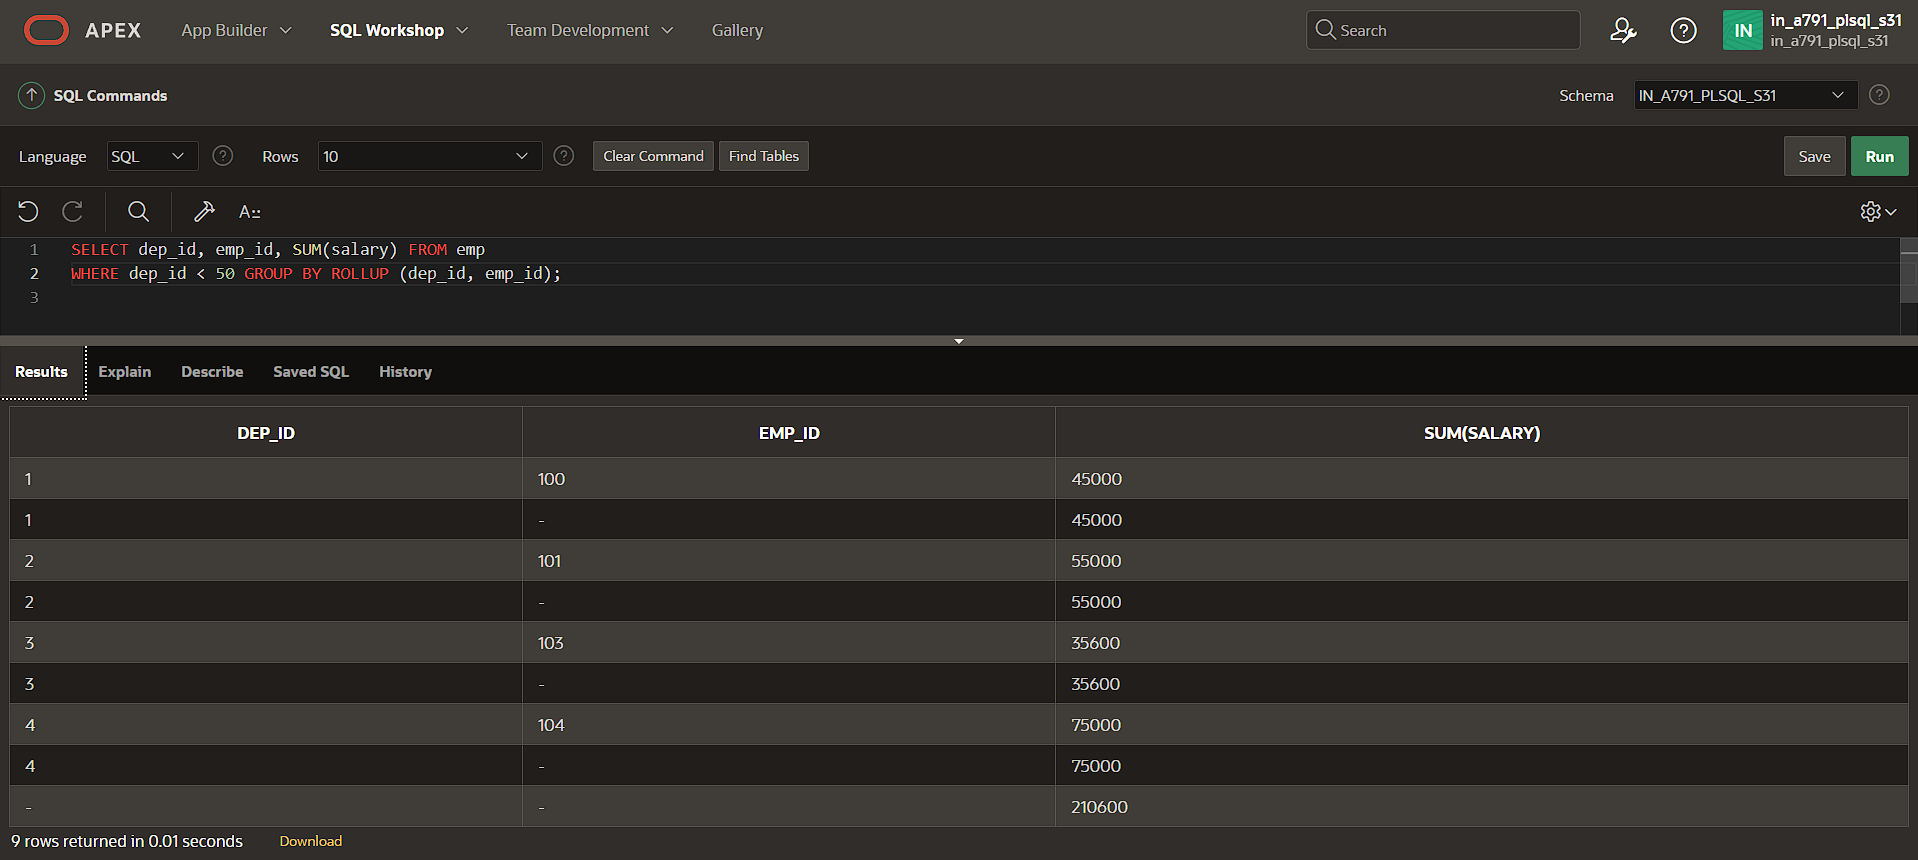 APEX App Builder SQL Workshop Team Development Gallery Search IN in_a791_plsql_s31
in_a791_plsql_s31
SQL Commands Schema IN_A791_PLSQL_S31
Language SQL Rows 10 Clear Command Find Tables Save Run
A::
1 SELECT dep_id, emp_id, SUM(salary) FROM emp
2 WHERE dep_id < 50 GROUP BY ROLLUP (dep_id, emp_id);
3
Results Explain Describe Saved SQL History
DEP_ID EMP_ID SUM(SALARY)
1 100 45000
1 - 45000
2 101 55000
2 - 55000
3 103 35600
3 - 35600
4 104 75000
4 - 75000
- - 210600
9 rows returned in 0.01 seconds Download